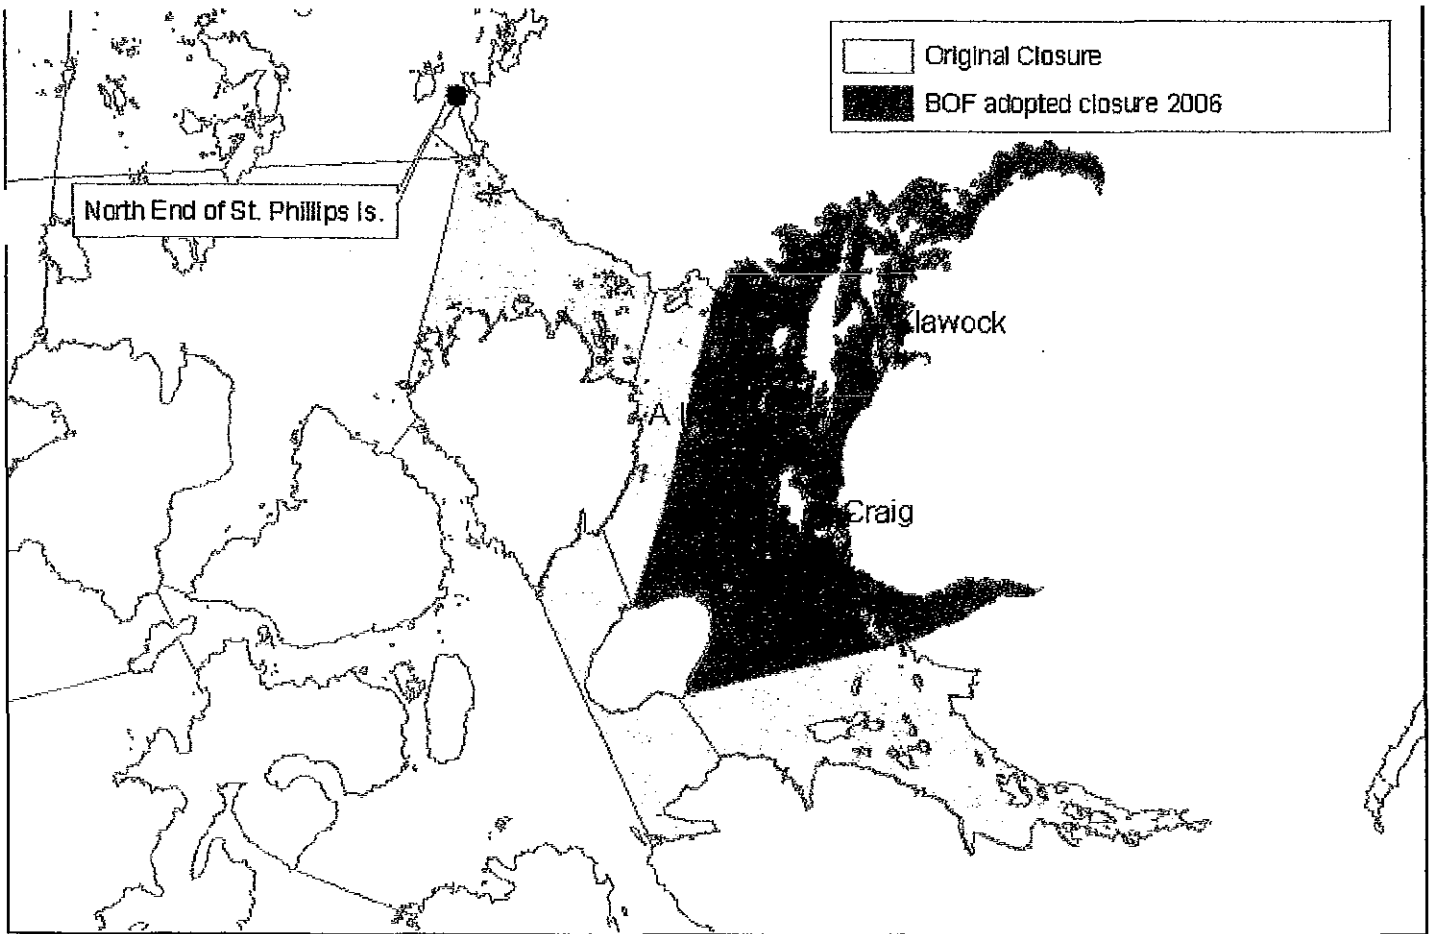 Original Closure
BOF adopted closure 2006
North End of St. Phillips Is.
Klawock
Craig